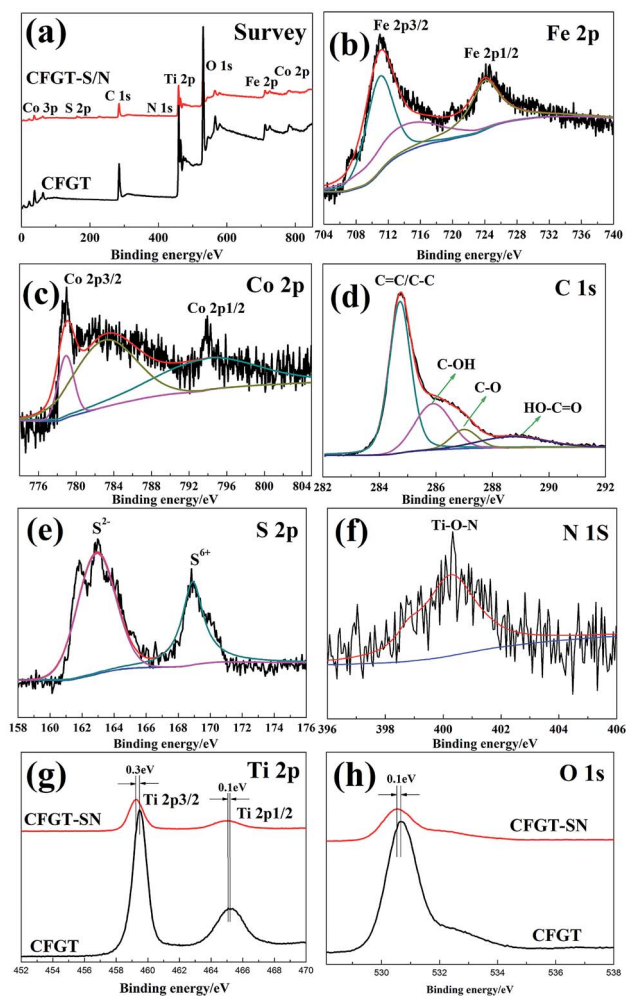 (a)
Survey
CFGT-S/N
Co 3p
S 2p
C 1s
N 1s
Ti 2p
O 1s
Fe 2p
Co 2p
CFGT
0
200
400
600
800
Binding energy/eV
(b)
Fe 2p3/2
Fe 2p
Fe 2p1/2
704
708
712
716
720
724
728
732
736
740
Binding energy/eV
(c)
Co 2p3/2
Co 2p
Co 2p1/2
776
780
784
788
792
796
800
804
Binding energy/eV
(d)
C=C/C-C
C 1s
C-OH
C-O
HO-C=O
282
284
286
288
290
292
Binding energy/eV
(e)
S²⁻
S 2p
S⁶⁺
158
160
162
164
166
168
170
172
174
176
Binding energy/eV
(f)
Ti-O-N
N 1S
396
398
400
402
404
406
Binding energy/eV
(g)
0.3eV
Ti 2p
0.1eV
Ti 2p3/2
Ti 2p1/2
CFGT-SN
CFGT
452
454
456
458
460
462
464
466
468
470
Binding energy/eV
(h)
0.1eV
O 1s
CFGT-SN
CFGT
530
532
534
536
538
Binding energy/eV